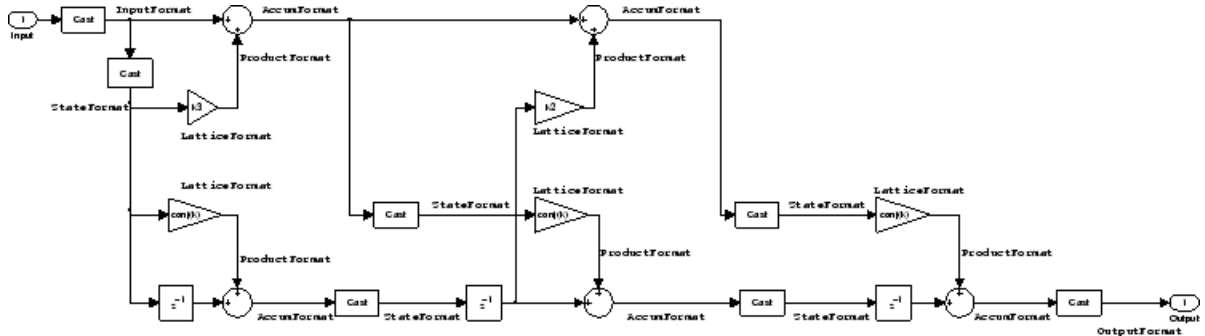 InputFormat AccumFormat AccumFormat
1 Cast
Input
ProductFormat ProductFormat
Cast
StateFormat k3 k2
LatticeFormat LatticeFormat
LatticeFormat LatticeFormat LatticeFormat
conj(k) Cast StateFormat conj(k) Cast StateFormat conj(k)
ProductFormat ProductFormat ProductFormat
z^-1 Cast z^-1 Cast z^-1 Cast 1
AccumFormat StateFormat AccumFormat StateFormat AccumFormat Output
OutputFormat